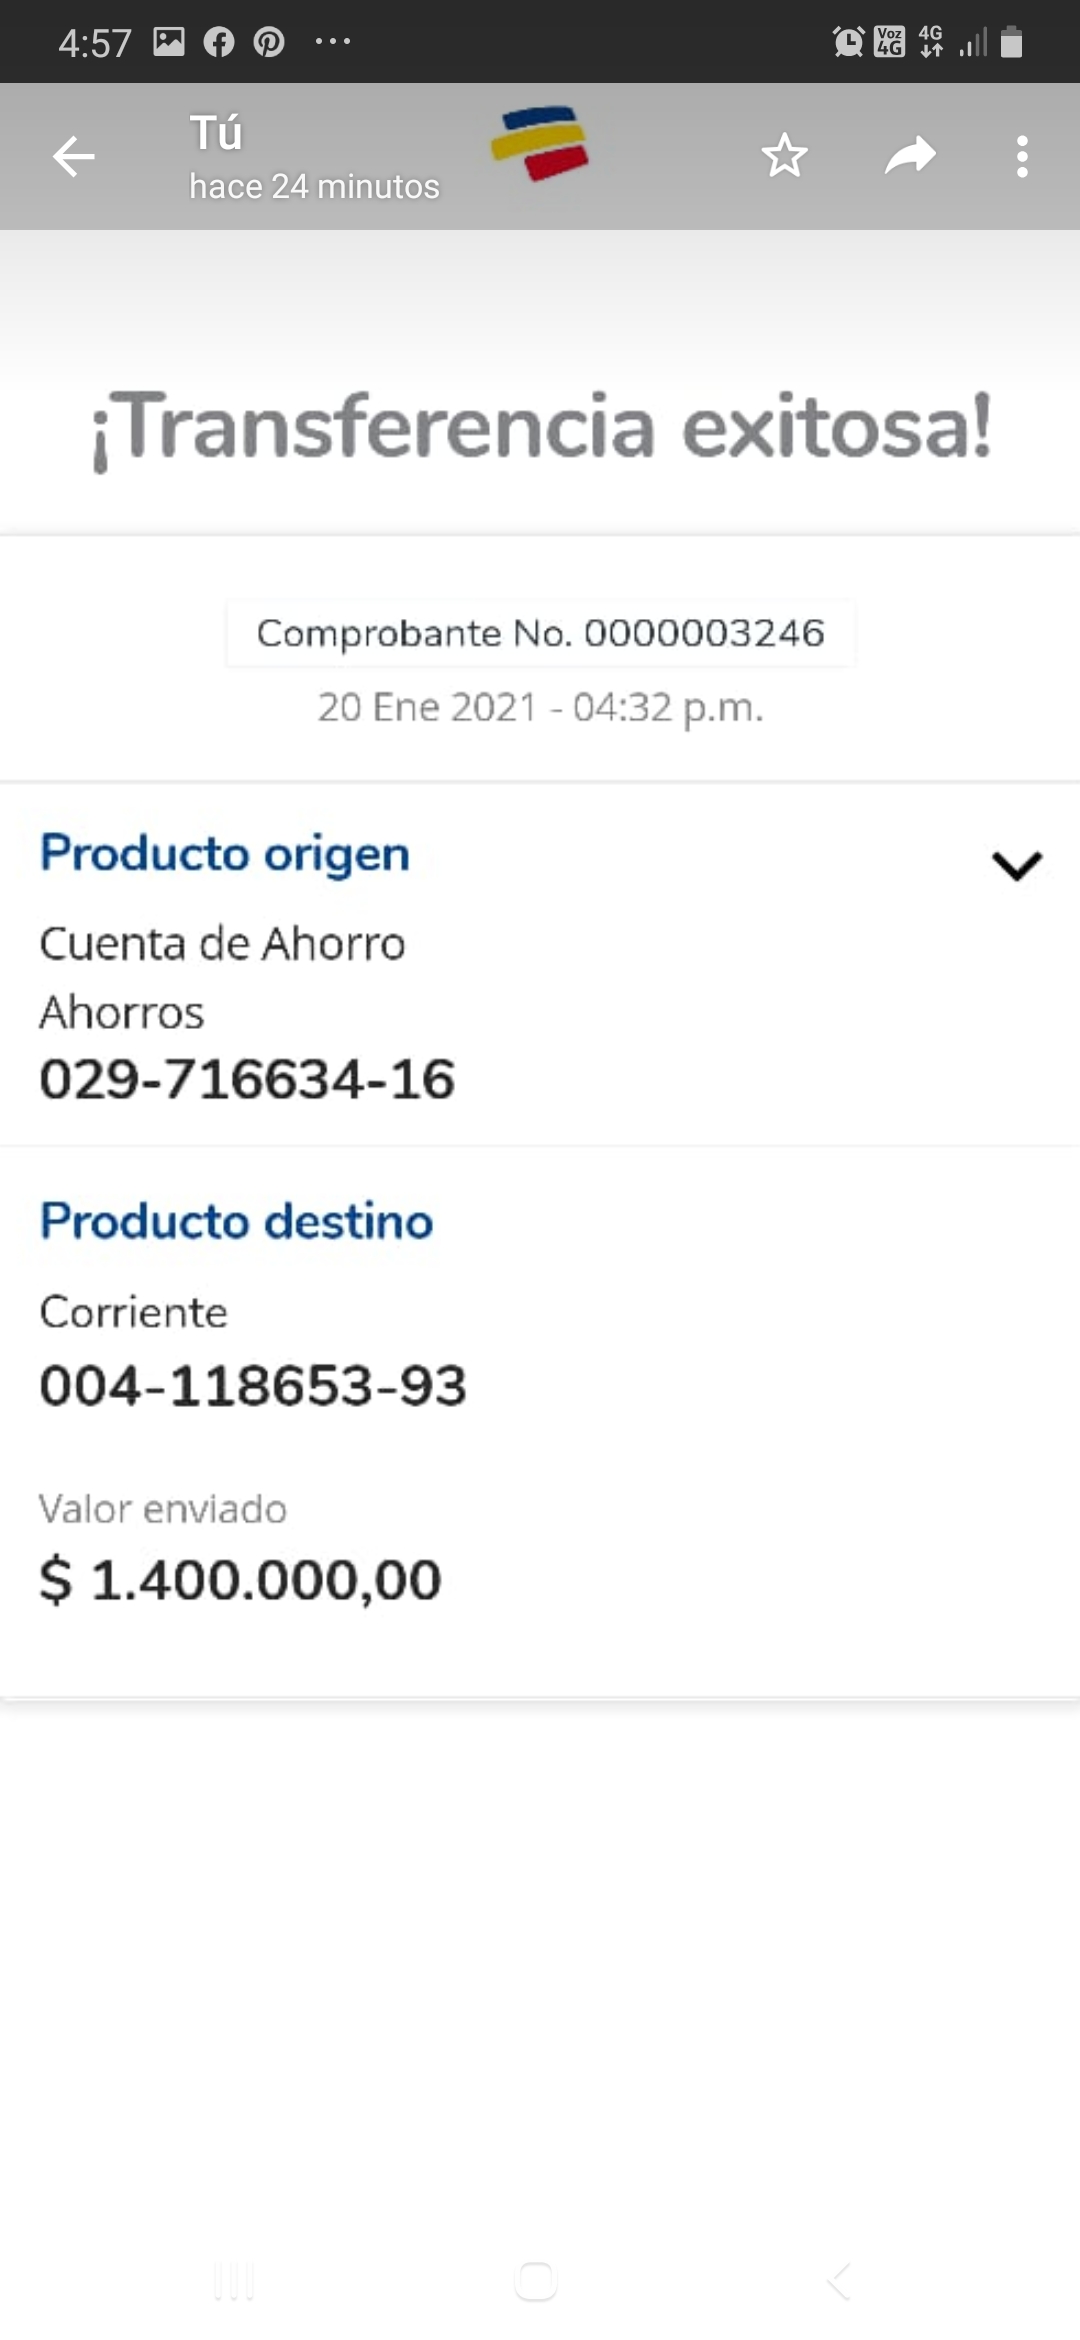 4:57 Voz 4G 4G
Tú
hace 24 minutos
¡Transferencia exitosa!
Comprobante No. 0000003246
20 Ene 2021 - 04:32 p.m.
Producto origen
Cuenta de Ahorro
Ahorros
029-716634-16
Producto destino
Corriente
004-118653-93
Valor enviado
$ 1.400.000,00